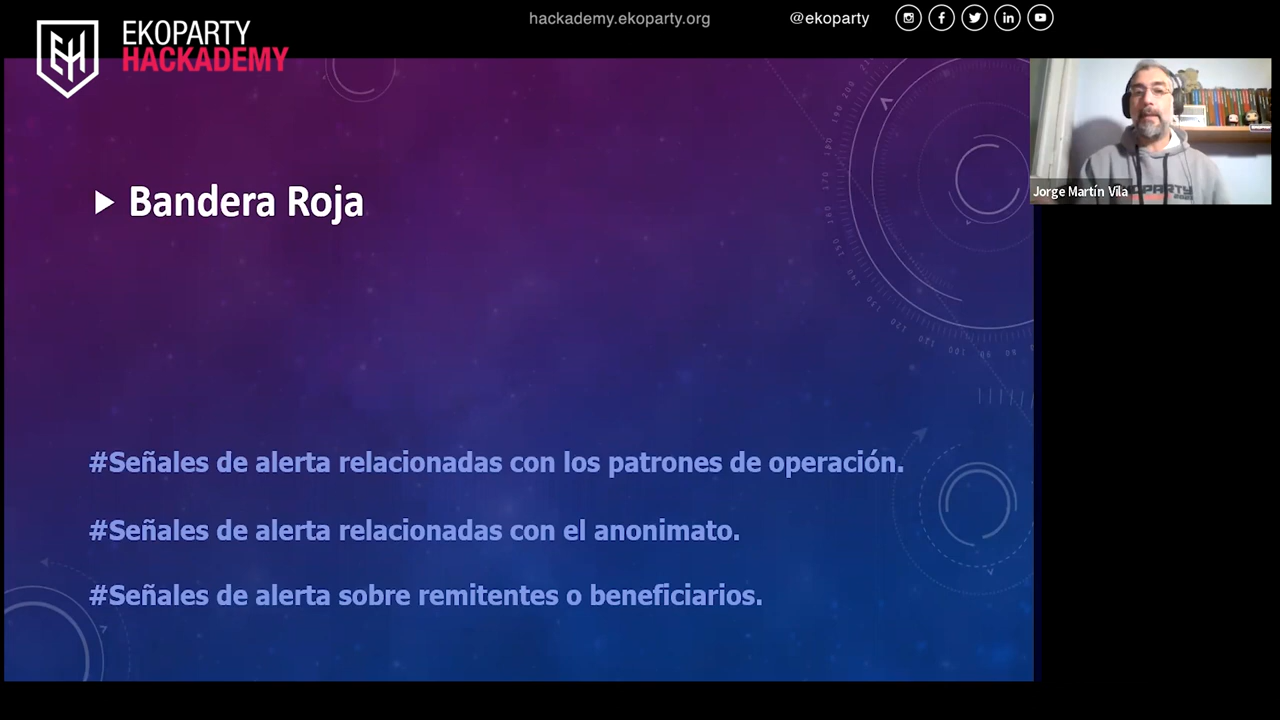 hackademy.ekoparty.org
@ekoparty
EKOPARTY
HACKADEMY
Jorge Martín Vila
Bandera Roja
#Señales de alerta relacionadas con los patrones de operación.
#Señales de alerta relacionadas con el anonimato.
#Señales de alerta sobre remitentes o beneficiarios.